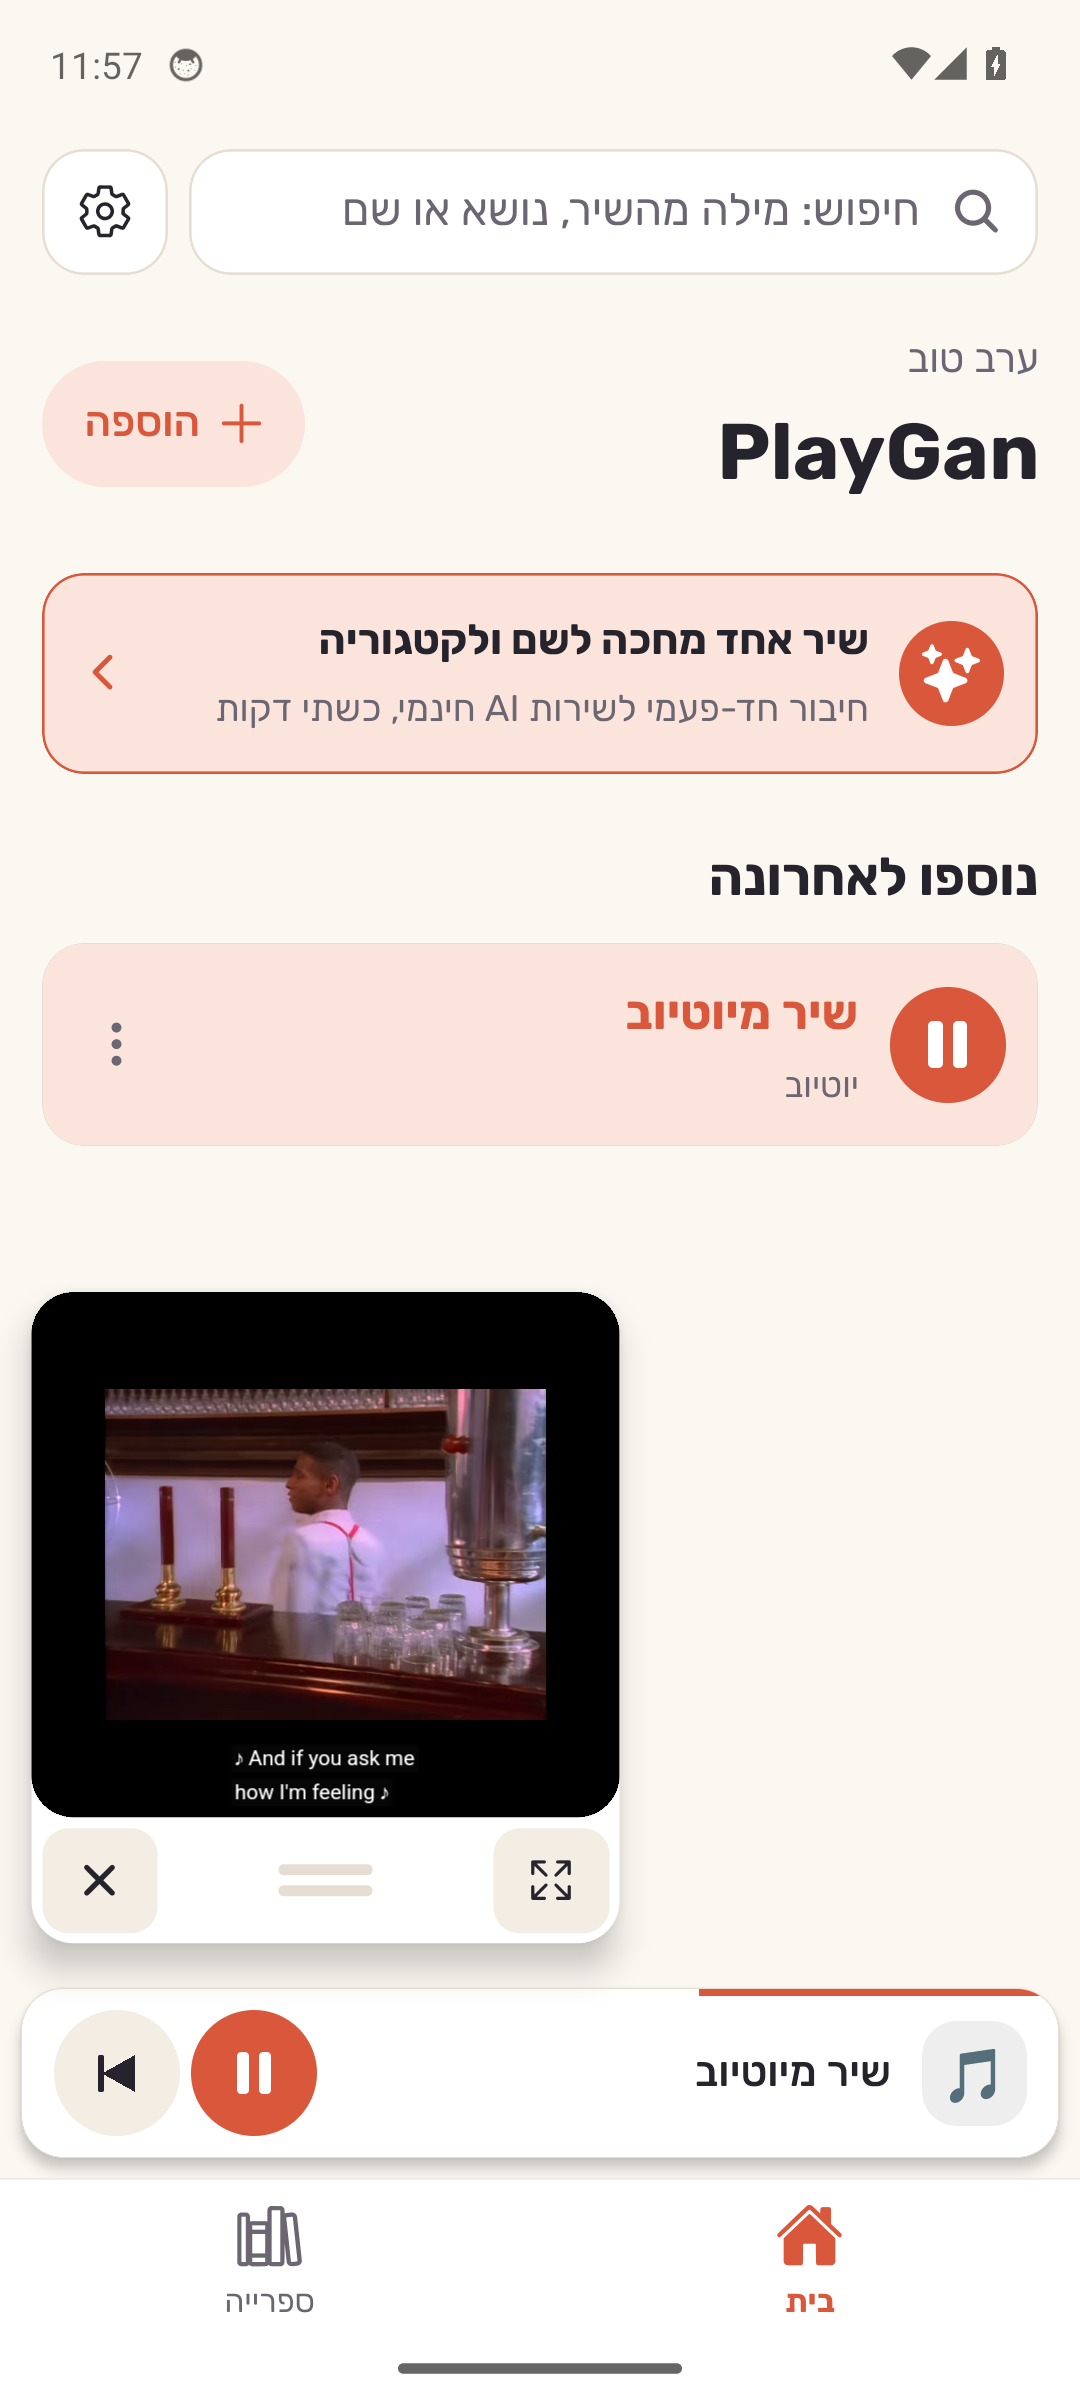 11:57
חיפוש: מילה מהשיר, נושא או שם
ערב טוב
PlayGan
הוספה
שיר אחד מחכה לשם ולקטגוריה
חיבור חד-פעמי לשירות AI חינמי, כשתי דקות
נוספו לאחרונה
שיר מיוטיוב
יוטיוב
♪ And if you ask me
how I'm feeling ♪
שיר מיוטיוב
בית
ספרייה